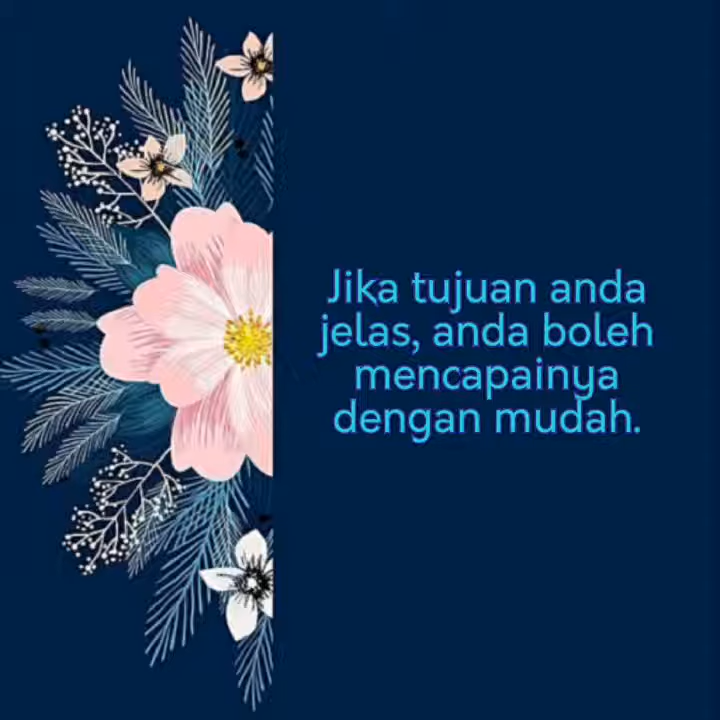 Jika tujuan anda
jelas, anda boleh
mencapainya
dengan mudah.